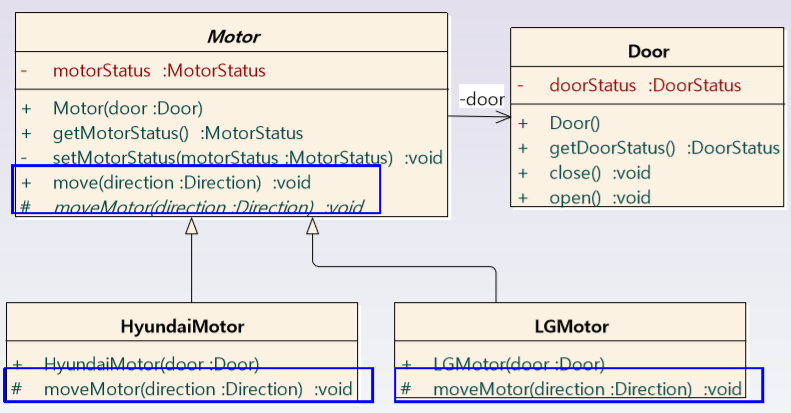 Motor
- motorStatus :MotorStatus
+ Motor(door :Door)
+ getMotorStatus() :MotorStatus
- setMotorStatus(motorStatus :MotorStatus) :void
+ move(direction :Direction) :void
# moveMotor(direction :Direction) :void
-door
Door
- doorStatus :DoorStatus
+ Door()
+ getDoorStatus() :DoorStatus
+ close() :void
+ open() :void
HyundaiMotor
+ HyundaiMotor(door :Door)
# moveMotor(direction :Direction) :void
LGMotor
+ LGMotor(door :Door)
# moveMotor(direction :Direction) :void